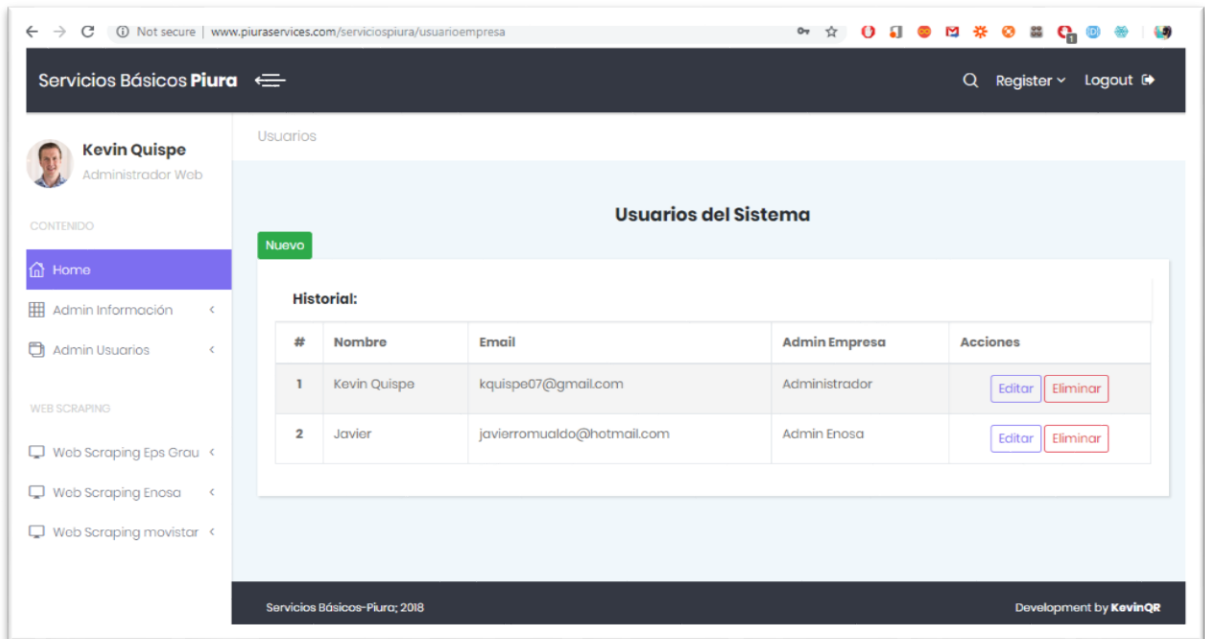 Not secure | www.piuraservices.com/serviciospiura/usuarioempresa
Servicios Básicos Piura
Register
Logout
Kevin Quispe
Administrador Web
Usuarios
CONTENIDO
Home
Admin Información
Admin Usuarios
WEB SCRAPING
Web Scraping Eps Grau
Web Scraping Enosa
Web Scraping movistar
Usuarios del Sistema
Nuevo
Historial:
# Nombre Email Admin Empresa Acciones
1 Kevin Quispe kquispe07@gmail.com Administrador Editar Eliminar
2 Javier javierromualdo@hotmail.com Admin Enosa Editar Eliminar
Servicios Básicos-Piura; 2018
Development by KevinQR